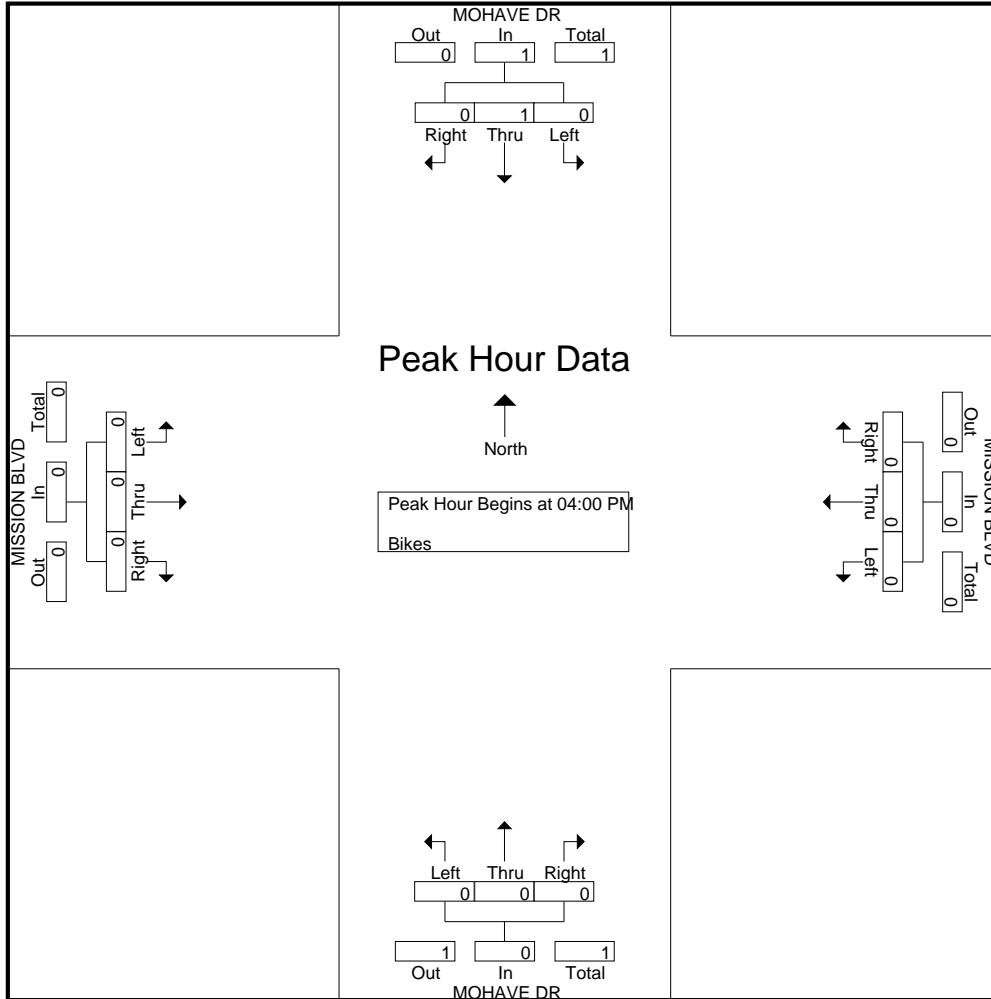 MOHAVE DR
Out In Total
0 1 1
0 1 0
Right Thru Left
Peak Hour Data
North
Peak Hour Begins at 04:00 PM
Bikes
MISSION BLVD
Out In Total
0 0 0
Right Thru Left
0 0 0
MISSION BLVD
Out In Total
0 0 0
Left Thru Right
0 0 0
Left Thru Right
0 0 0
1 0 1
Out In Total
MOHAVE DR